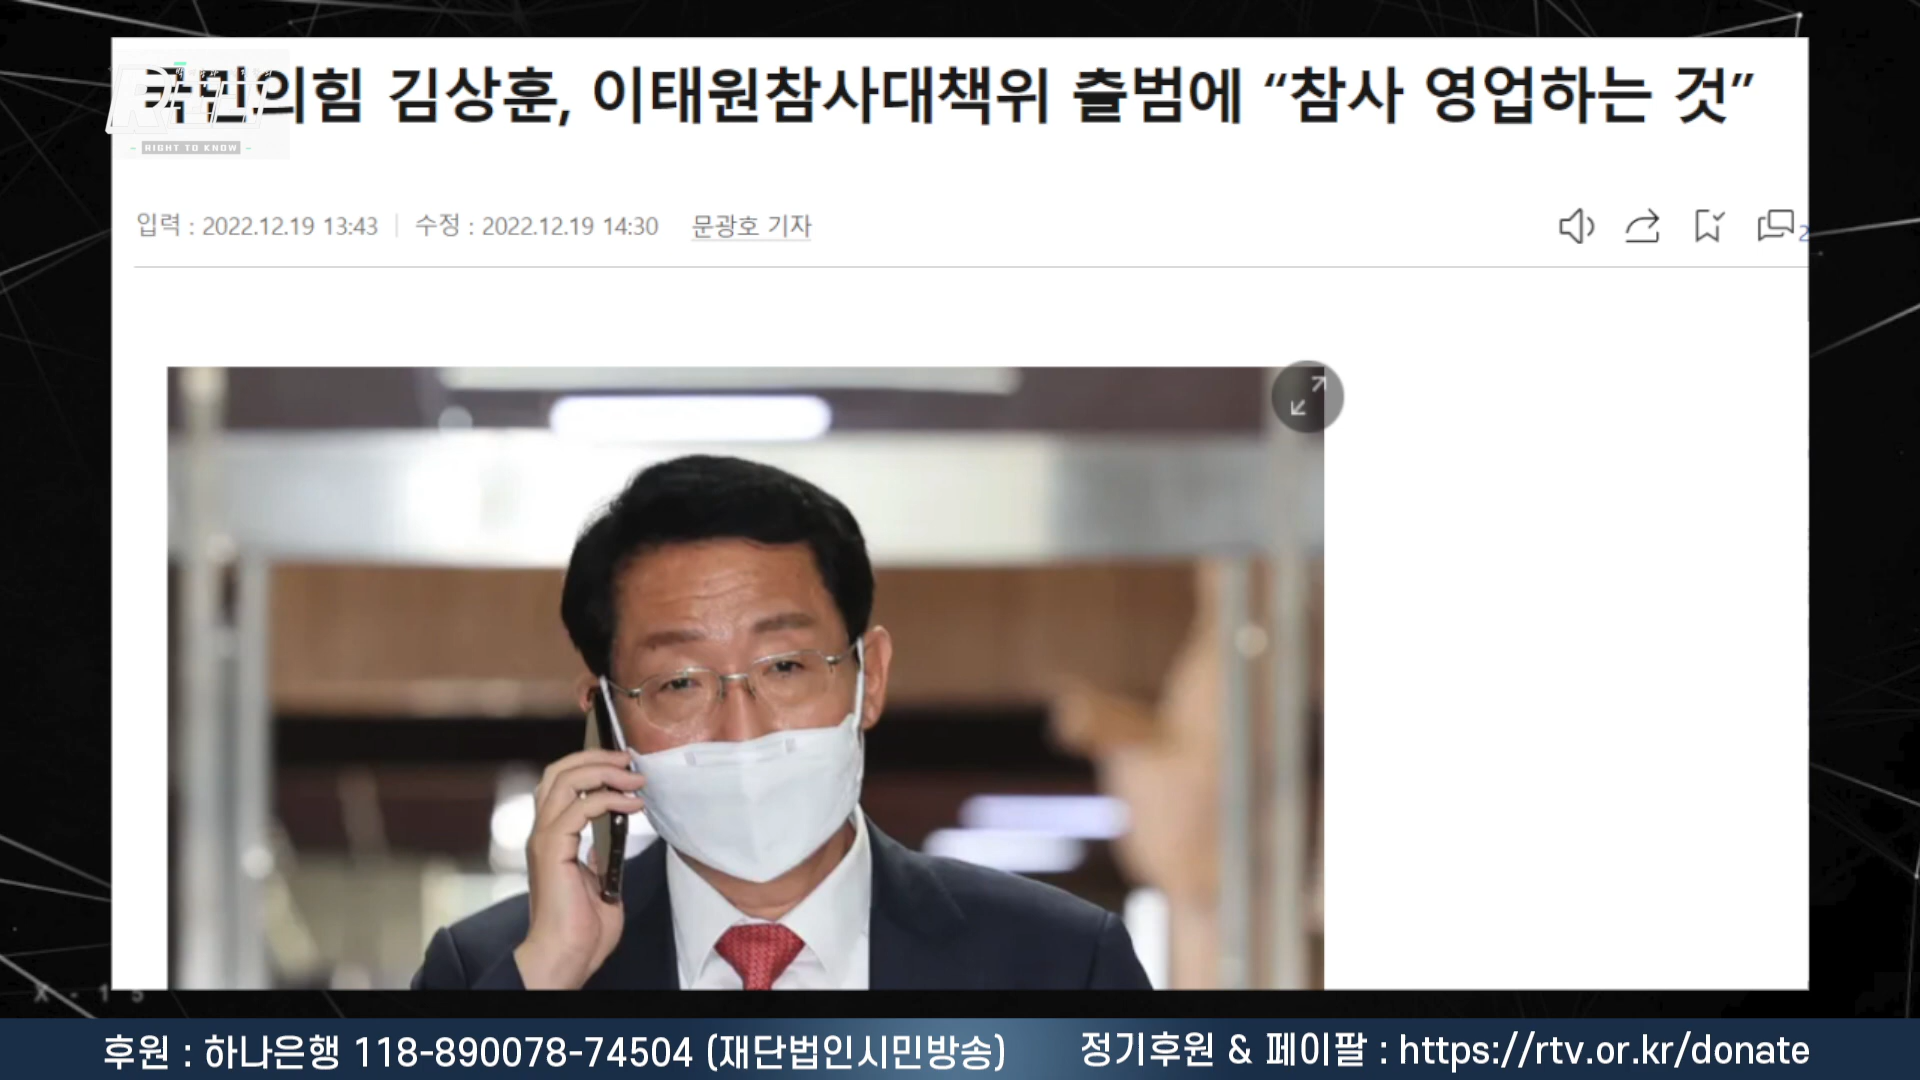 국민의힘 김상훈, 이태원참사대책위 출범에 “참사 영업하는 것”
RIGHT TO KNOW
입력 : 2022.12.19 13:43 | 수정 : 2022.12.19 14:30 문광호 기자
2
X - 15
후원 : 하나은행 118-890078-74504 (재단법인시민방송) 정기후원 & 페이팔 : https://rtv.or.kr/donate